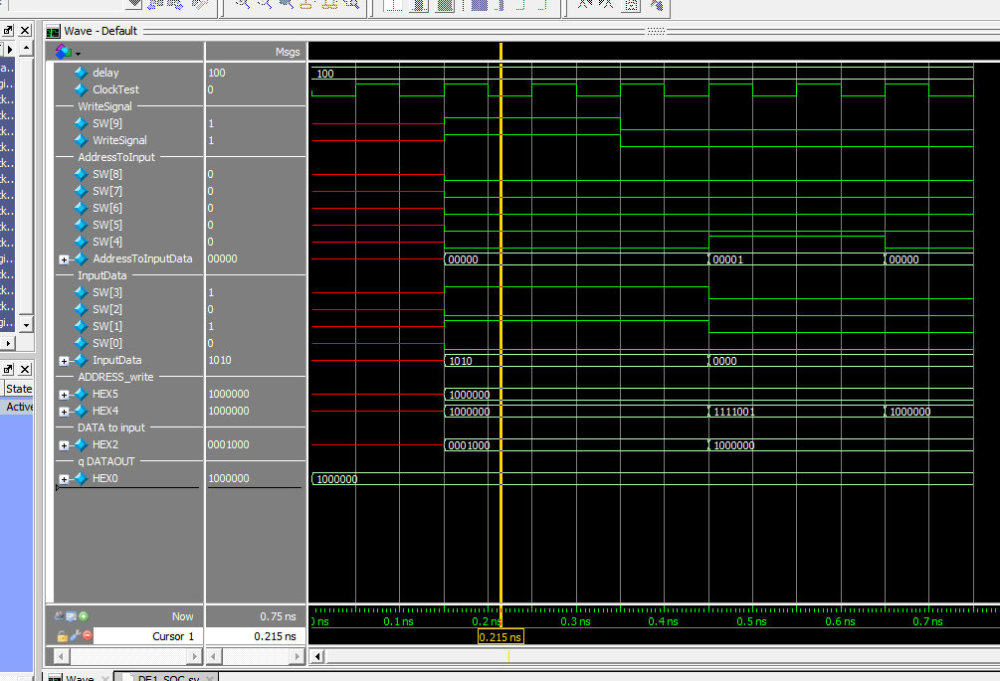 Wave - Default
Msgs
delay 100 100
ClockTest 0
WriteSignal
SW[9] 1
WriteSignal 1
AddressToInput
SW[8] 0
SW[7] 0
SW[6] 0
SW[5] 0
SW[4] 0
AddressToInputData 00000 00000 00001 00000
InputData
SW[3] 1
SW[2] 0
SW[1] 1
SW[0] 0
InputData 1010 1010 0000
ADDRESS_write
HEX5 1000000 1000000
HEX4 1000000 1000000 1111001 1000000
DATA to input
HEX2 0001000 0001000 1000000
q DATAOUT
HEX0 1000000 1000000
State
Active
Now 0.75 ns 0.1 ns 0.3 ns 0.4 ns 0.5 ns 0.6 ns 0.7 ns
Cursor 1 0.215 ns 0.215 ns
Wave DE1_SOC.sv